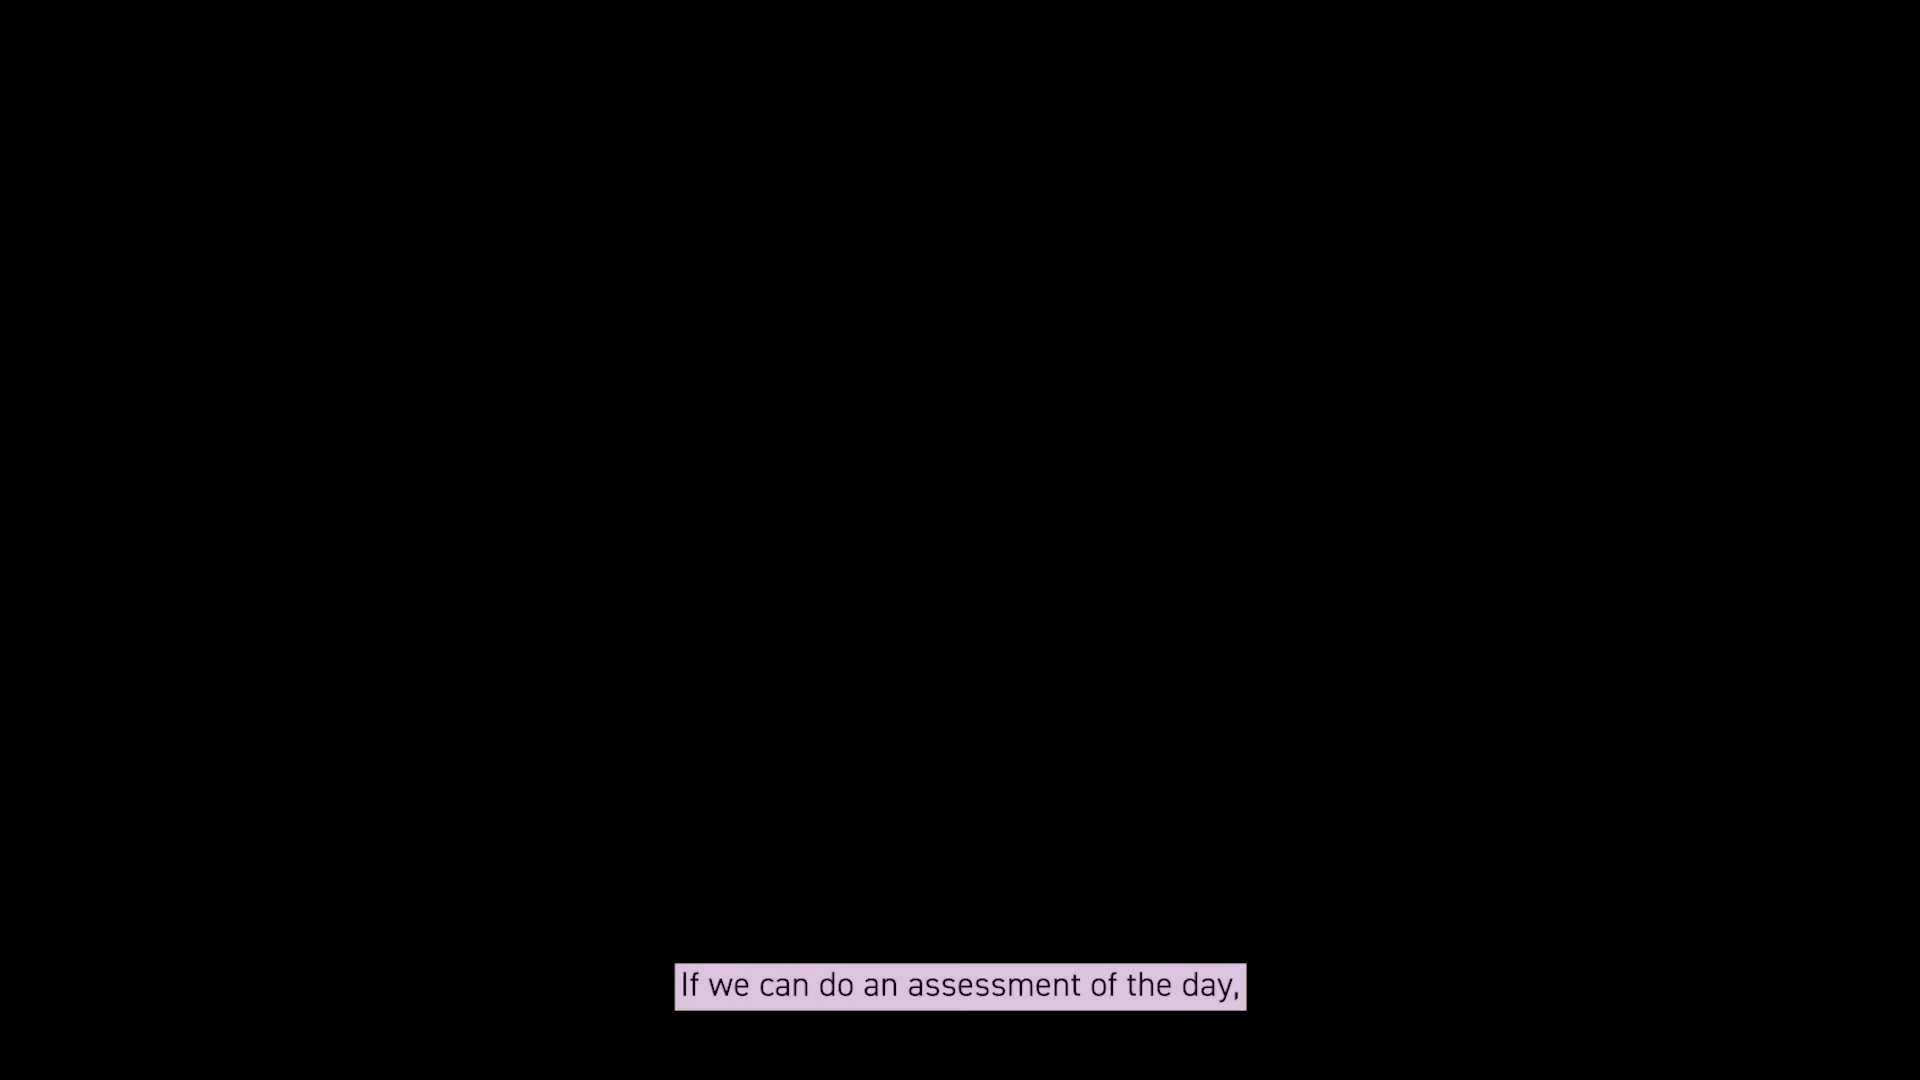 If we can do an assessment of the day,